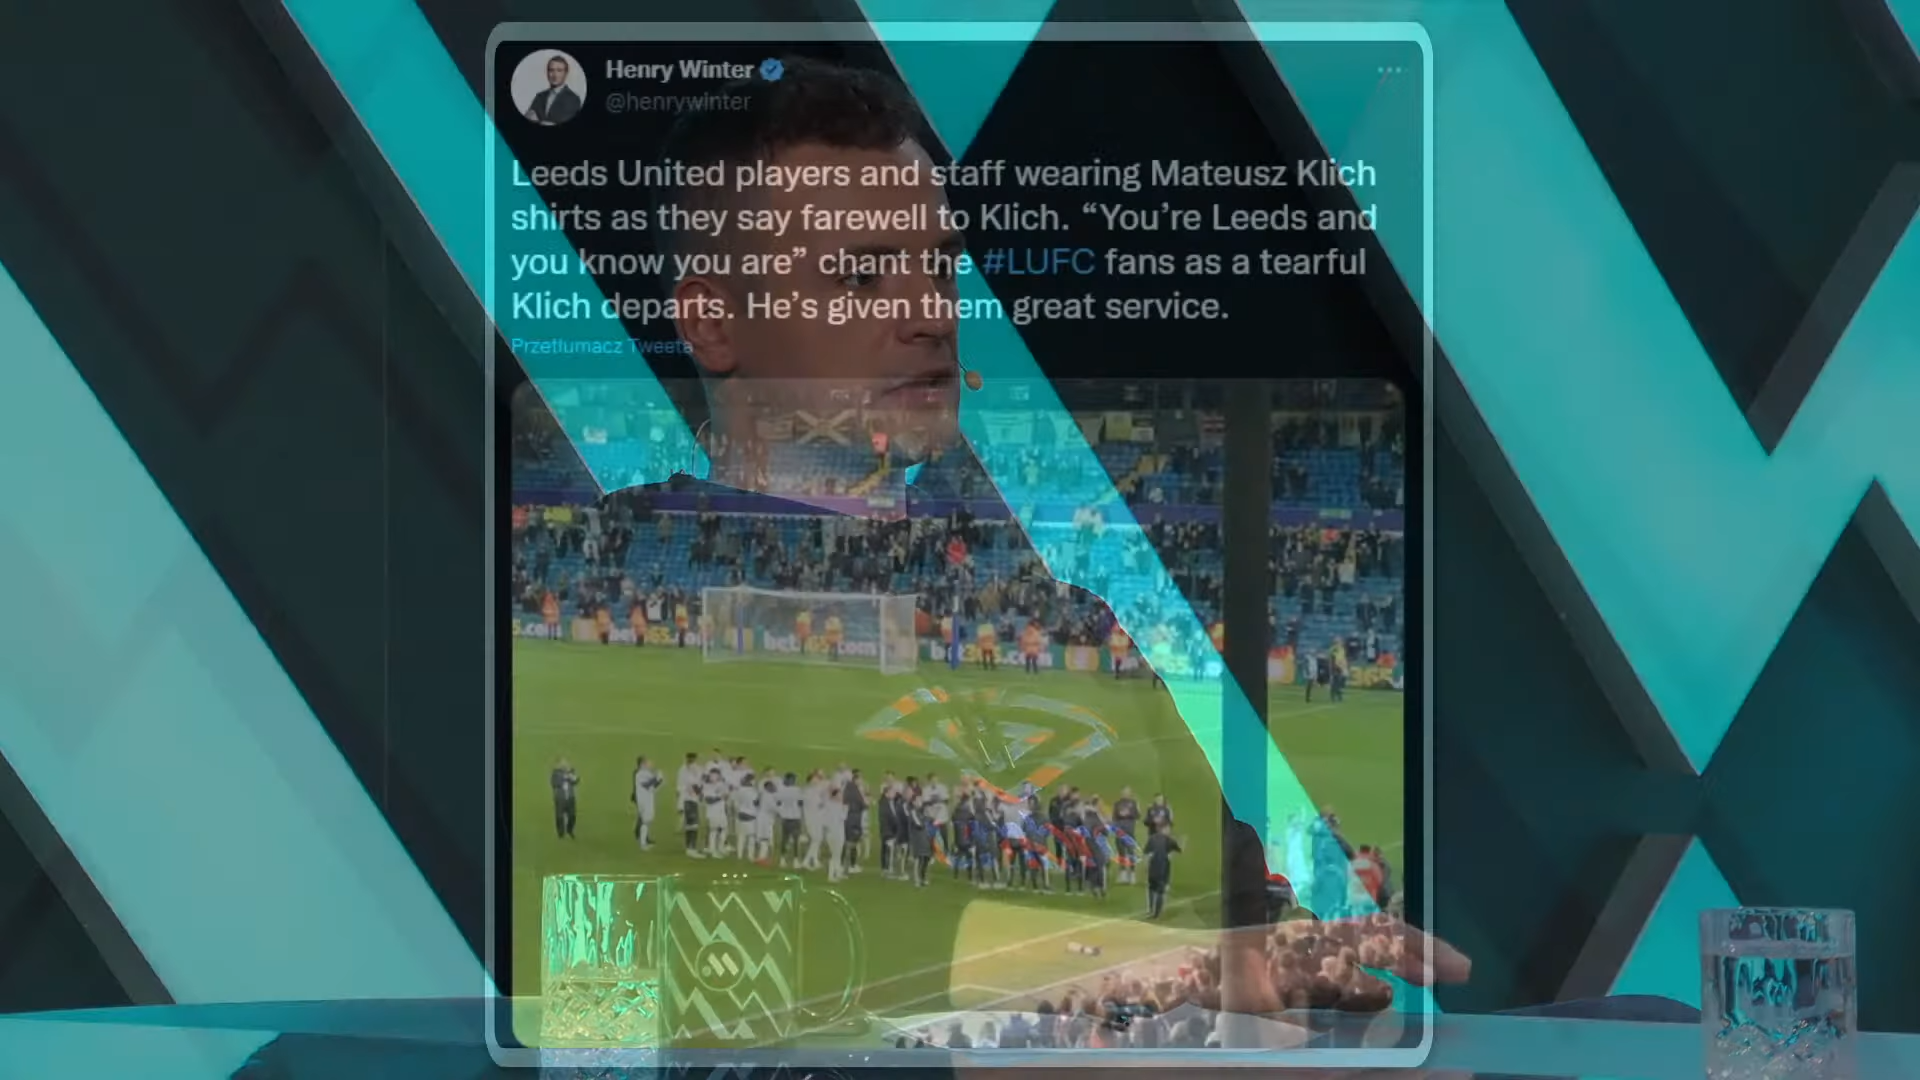 Henry Winter
@henrywinter
Leeds United players and staff wearing Mateusz Klich
shirts as they say farewell to Klich. “You’re Leeds and
you know you are” chant the #LUFC fans as a tearful
Klich departs. He’s given them great service.
Przetłumacz Tweeta
bet365.com